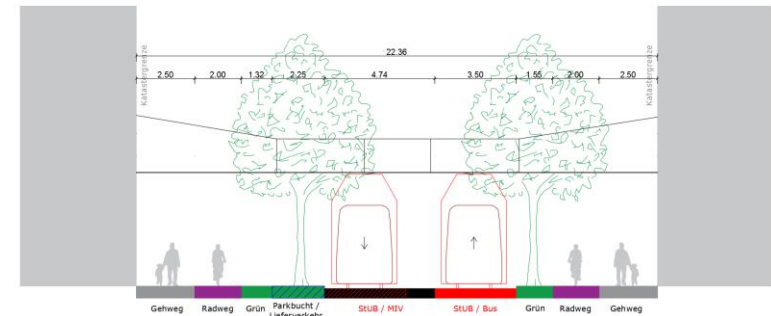 22.36
2.50 2.00 1.32 2.25 4.74 3.50 1.55 2.00 2.50
Katastergrenze
Katastergrenze
Gehweg Radweg Grün Parkbucht / StUB / MIV StUB / Bus Grün Radweg Gehweg
Lieferverkehr